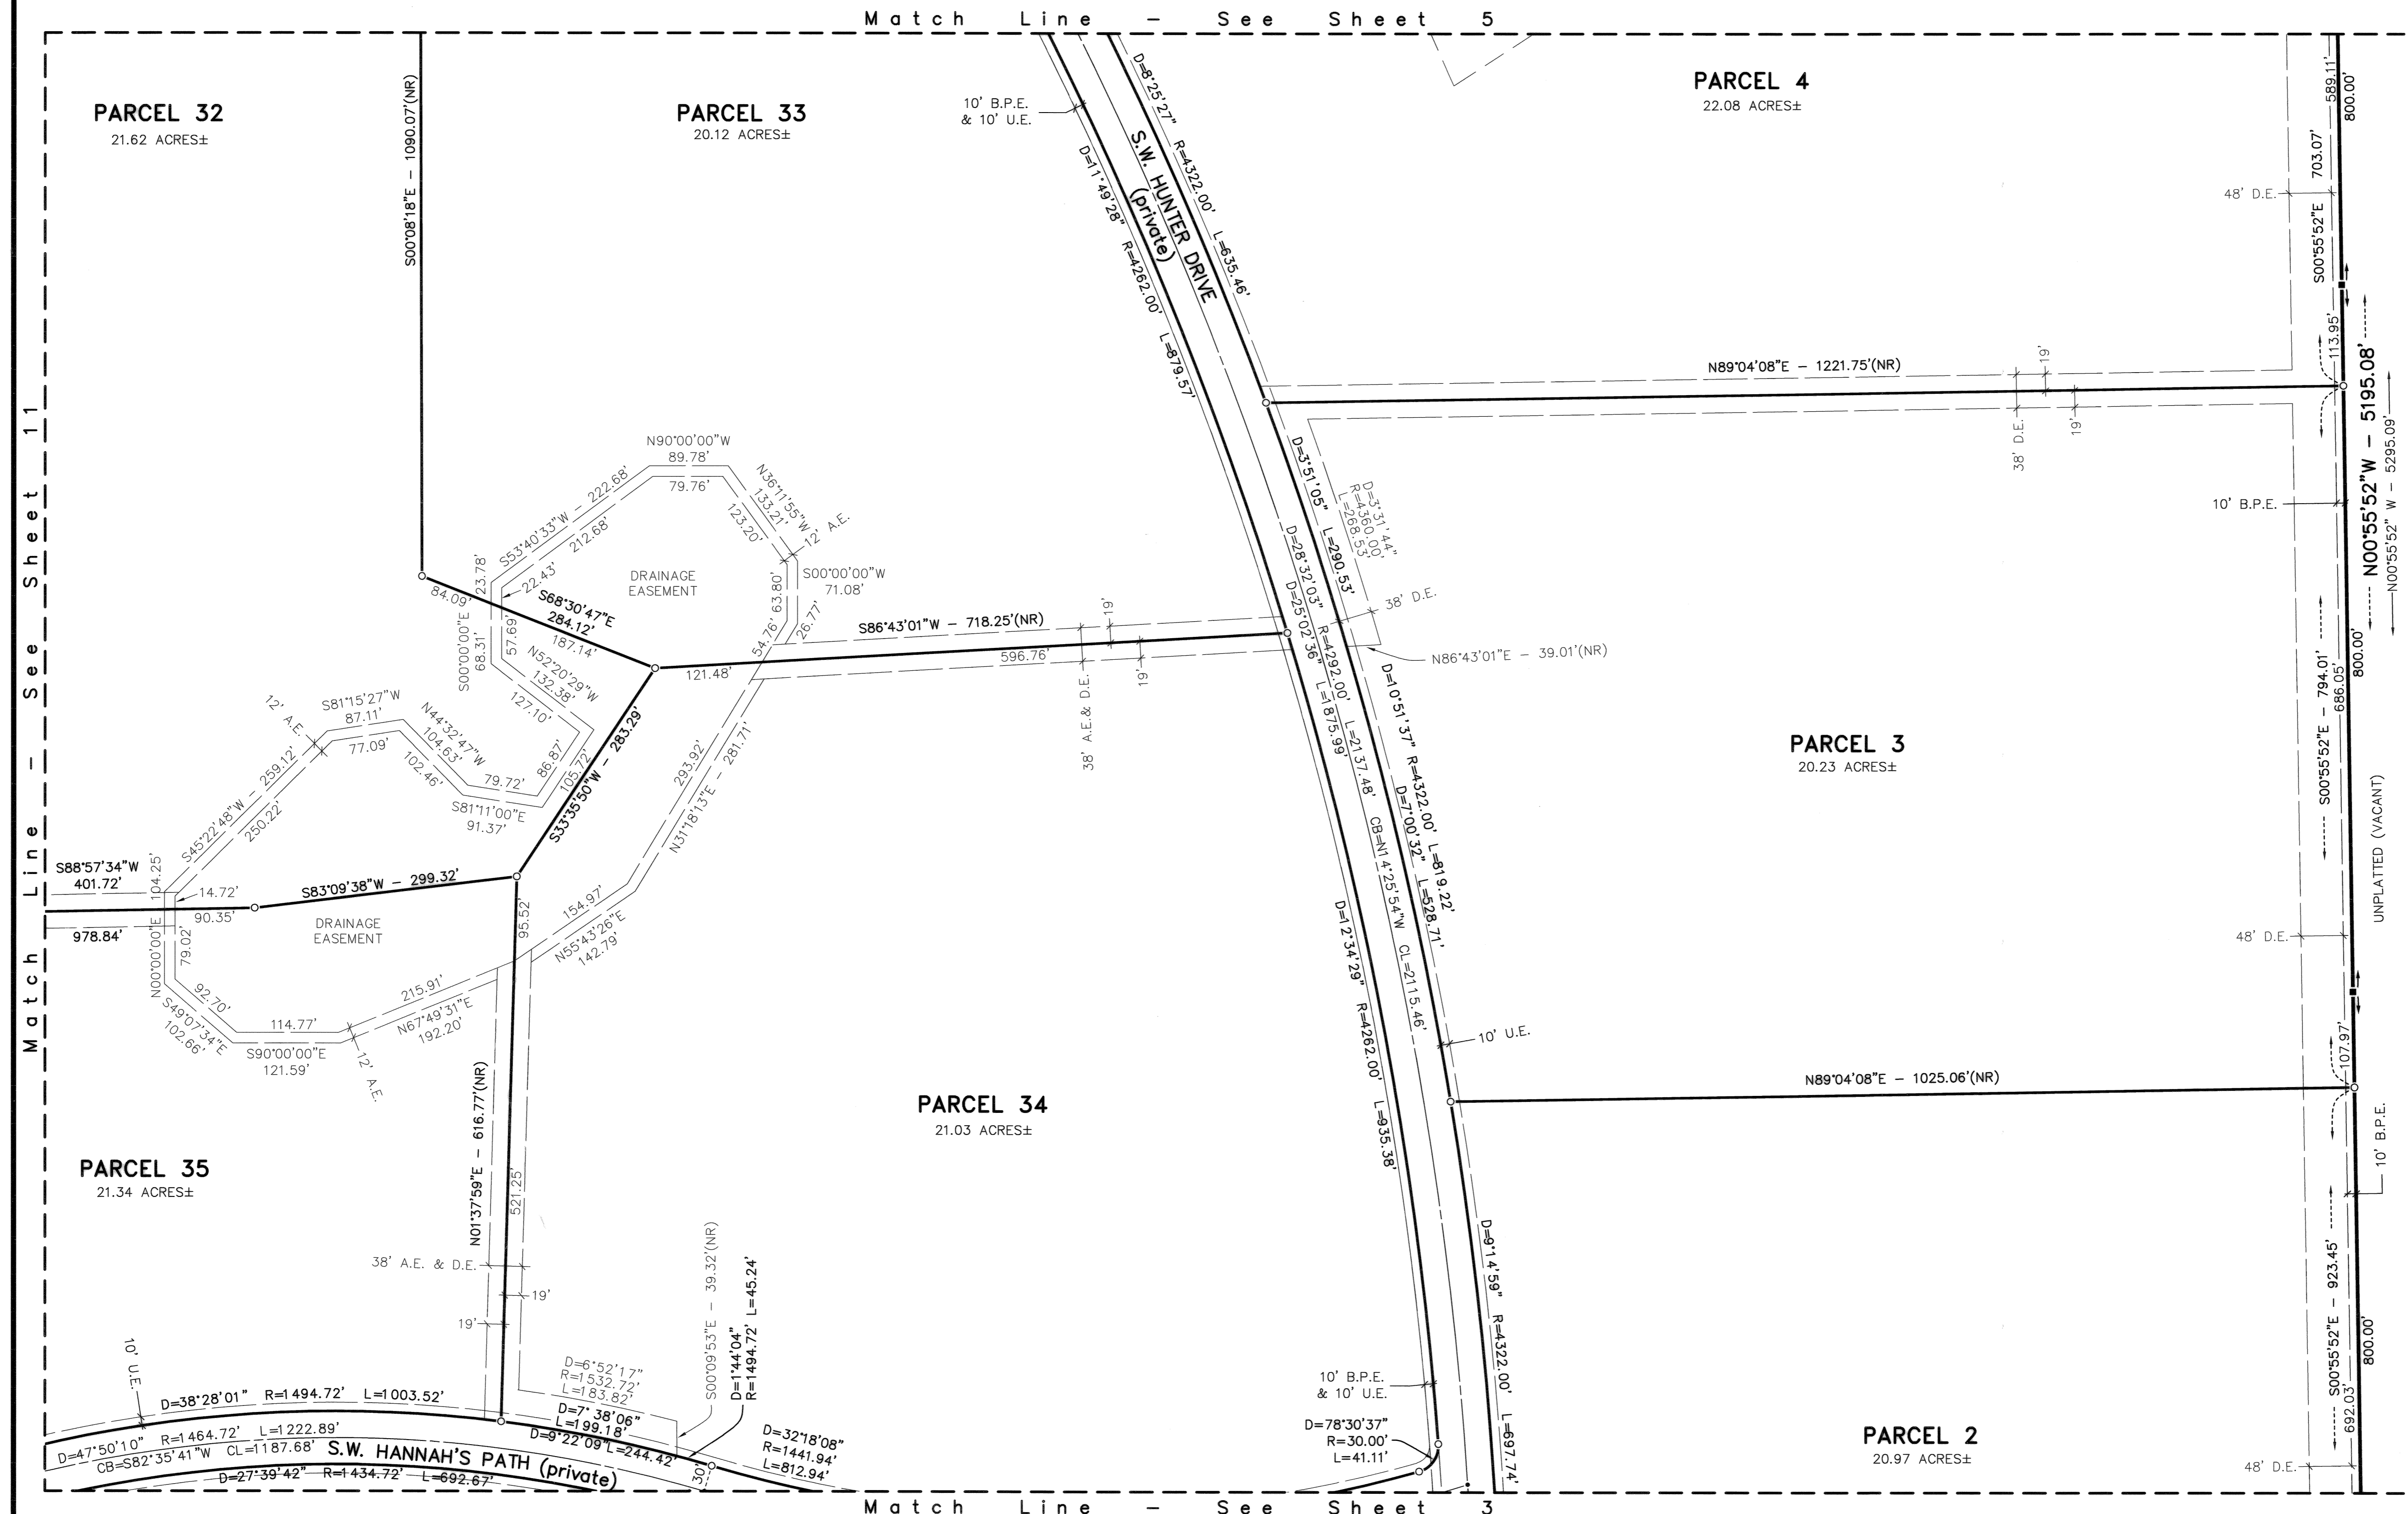 Match Line – See Sheet 5
Match Line – See Sheet 11
PARCEL 32
21.62 ACRES±
S00°08'18"E – 1090.07'(NR)
PARCEL 33
20.12 ACRES±
10' B.P.E.
& 10' U.E.
D=8°25'27" R=4322.00' L=635.46'
S.W. HUNTER DRIVE
(private)
D=11°49'28" R=4262.00' L=879.57'
PARCEL 4
22.08 ACRES±
589.11'
800.00'
S00°55'52"E 703.07'
48' D.E.
113.95'
N89°04'08"E – 1221.75'(NR)
19'
38' D.E.
19'
N00°55'52"W – 5195.08'
N00°55'52" W – 5295.09'
10' B.P.E.
N90°00'00"W
89.78'
79.76'
N36°11'55"W
133.21'
123.20'
12' A.E.
S53°40'33"W – 222.68'
212.68'
23.78'
22.43'
DRAINAGE
EASEMENT
S00°00'00"W
71.08'
63.80'
26.77'
54.76'
84.09'
S68°30'47"E
284.12'
187.14'
S00°00'00"E
68.31'
57.69'
N52°20'29"W
132.38'
127.10'
121.48'
S86°43'01"W – 718.25'(NR)
596.76'
19'
19'
38' A.E.& D.E.
D=3°51'05" L=290.53'
D=3°31'44"
R=4360.00'
L=268.53'
38' D.E.
N86°43'01"E – 39.01'(NR)
D=28°32'03" R=4292.00' L=2137.48' CB=N14°25'54"W CL=2115.46'
D=25°02'36" L=1875.99'
D=10°51'37" R=4322.00' L=819.22'
D=7°00'32" L=528.71'
PARCEL 3
20.23 ACRES±
S00°55'52"E – 794.01'
686.05'
800.00'
UNPLATTED (VACANT)
48' D.E.
107.97'
12' A.E.
S81°15'27"W
87.11'
77.09'
N44°32'47"W
104.63'
102.46'
79.72'
S81°11'00"E
91.37'
86.87'
105.72'
S33°35'50"W – 283.29'
S45°22'48"W – 259.12'
250.22'
293.92'
N31°18'13"E – 281.71'
S88°57'34"W
401.72'
104.25'
14.72'
90.35'
978.84'
S83°09'38"W – 299.32'
DRAINAGE
EASEMENT
95.52'
154.97'
N55°43'26"E
142.79'
N00°00'00"E
79.02'
92.70'
S49°07'34"E
102.66'
114.77'
S90°00'00"E
121.59'
215.91'
N67°49'31"E
192.20'
12' A.E.
D=12°34'29" R=4262.00' L=935.38'
10' U.E.
N89°04'08"E – 1025.06'(NR)
10' B.P.E.
PARCEL 34
21.03 ACRES±
PARCEL 35
21.34 ACRES±
N01°37'59"E – 616.77'(NR)
521.25'
38' A.E. & D.E.
19'
19'
S00°09'53"E – 39.32'(NR)
D=1°44'04"
R=1494.72' L=45.24'
D=9°14'59" R=4322.00' L=697.74'
S00°55'52"E – 923.45'
692.03'
800.00'
10' U.E.
D=6°52'17"
R=1532.72'
L=183.82'
D=38°28'01" R=1494.72' L=1003.52'
D=7°38'06"
L=199.18'
D=9°22'09" L=244.42'
D=32°18'08"
R=1441.94'
L=812.94'
30'
10' B.P.E.
& 10' U.E.
D=78°30'37"
R=30.00'
L=41.11'
PARCEL 2
20.97 ACRES±
48' D.E.
D=47°50'10" R=1464.72' L=1222.89'
CB=S82°35'41"W CL=1187.68'
S.W. HANNAH'S PATH (private)
D=27°39'42" R=1434.72' L=692.67'
Match Line – See Sheet 3